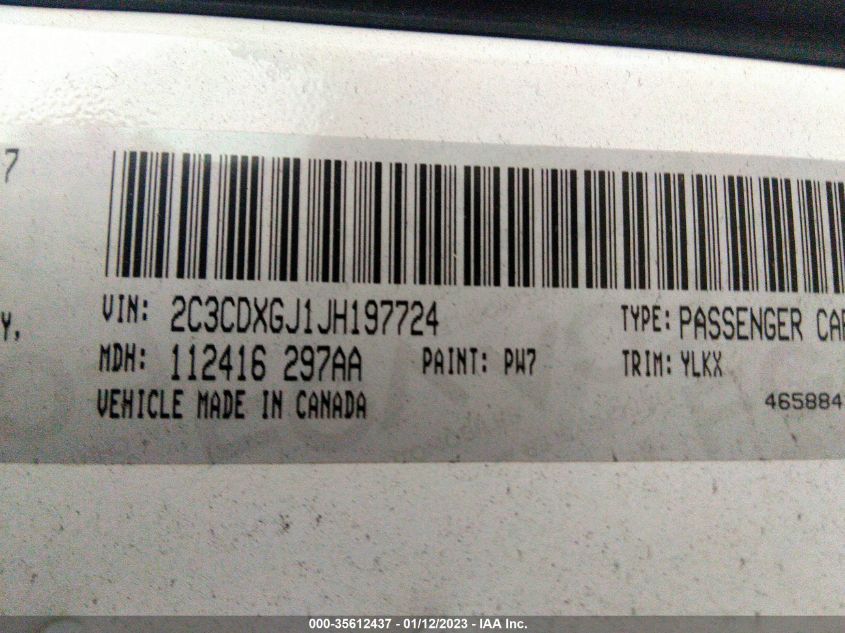 7
VIN: 2C3CDXGJ1JH197724 TYPE: PASSENGER CAR
Y,
MDH: 112416 297AA PAINT: PW7 TRIM: YLKX
VEHICLE MADE IN CANADA 465884
000-35612437 - 01/12/2023 - IAA Inc.